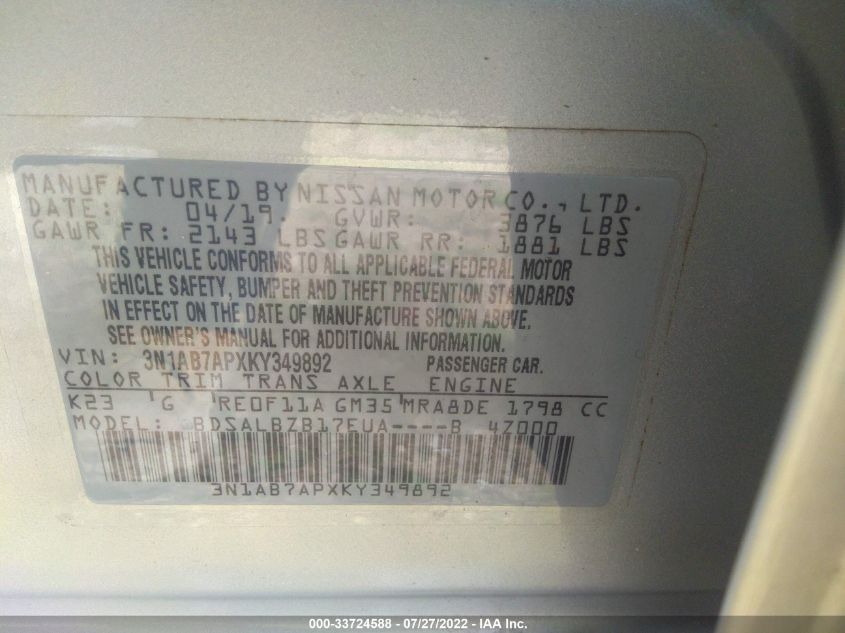 MANUFACTURED BY NISSAN MOTOR CO., LTD.
DATE: 04/19 GVWR: 3876 LBS
GAWR FR: 2143 LBS GAWR RR: 1881 LBS
THIS VEHICLE CONFORMS TO ALL APPLICABLE FEDERAL MOTOR
VEHICLE SAFETY, BUMPER AND THEFT PREVENTION STANDARDS
IN EFFECT ON THE DATE OF MANUFACTURE SHOWN ABOVE.
SEE OWNER'S MANUAL FOR ADDITIONAL INFORMATION.
VIN: 3N1AB7APXKY349892 PASSENGER CAR.
COLOR TRIM TRANS AXLE ENGINE
K23 G RE0F11A GM35 MRA8DE 1798 CC
MODEL: BDSALBZB17EUA----B 4Z000
3N1AB7APXKY349892
000-33724588 - 07/27/2022 - IAA Inc.